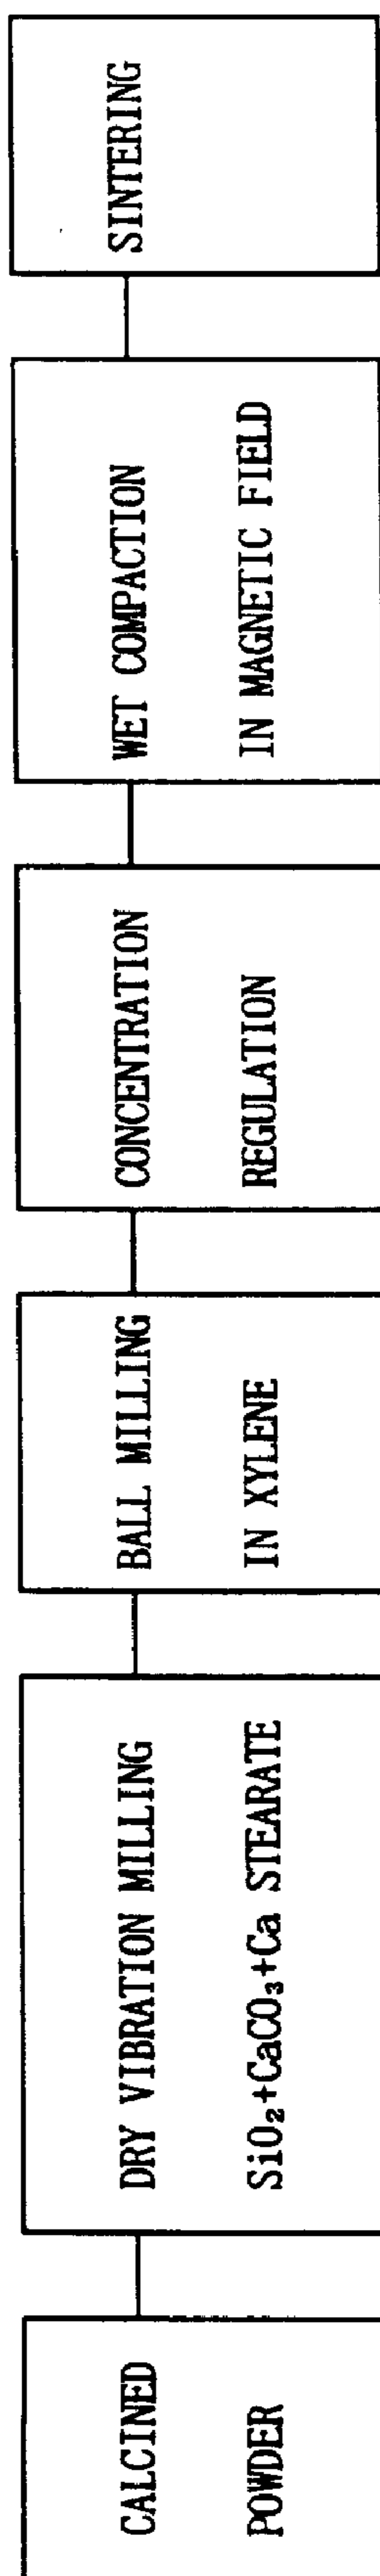 CALCINED
POWDER
DRY VIBRATION MILLING
SiO₂+CaCO₃+Ca STEARATE
BALL MILLING
IN XYLENE
CONCENTRATION
REGULATION
WET COMPACTION
IN MAGNETIC FIELD
SINTERING